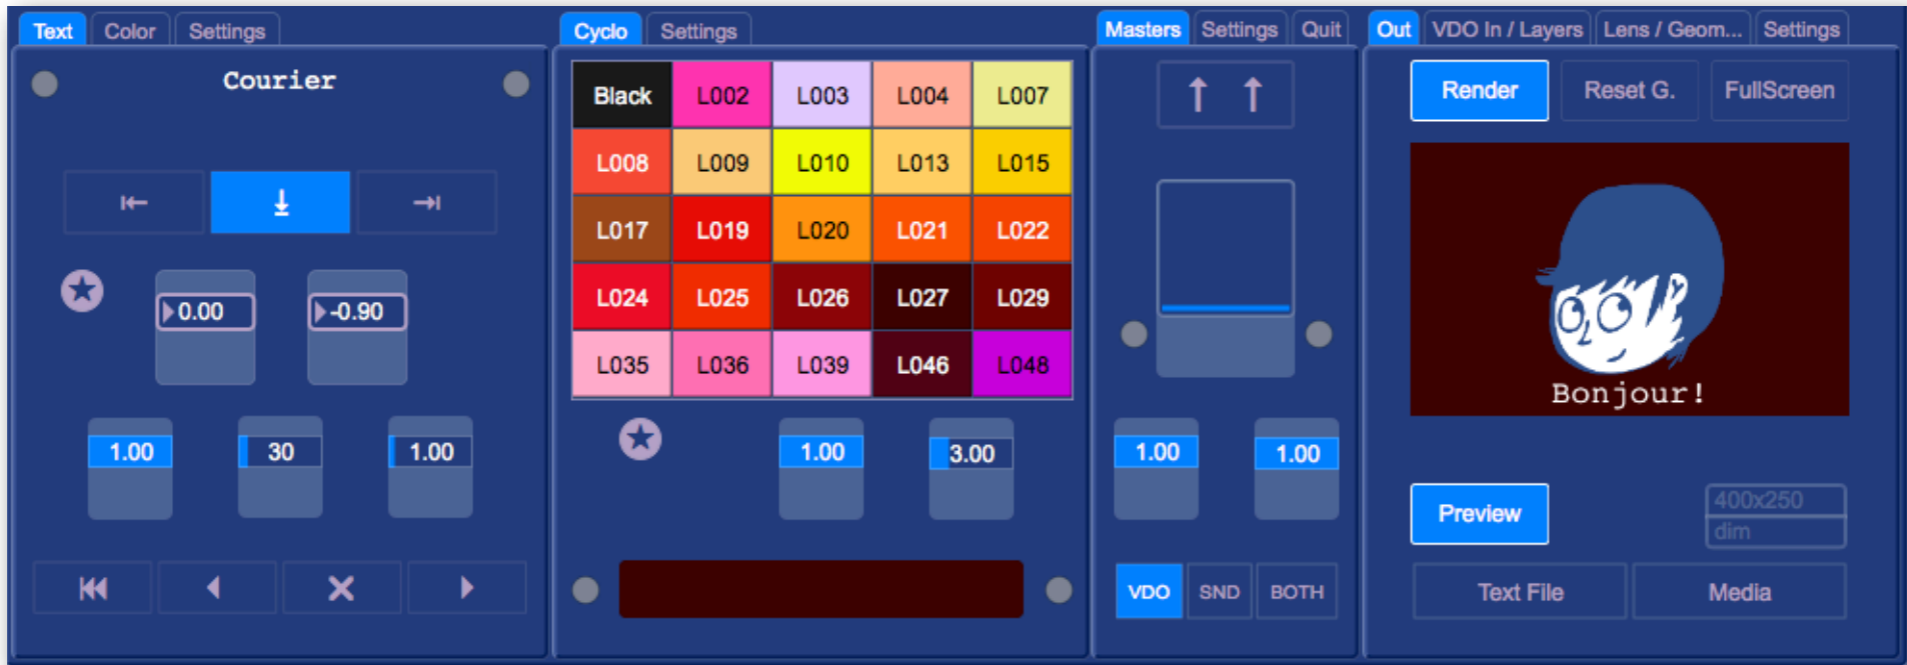 Text Color Settings
Courier
0.00 -0.90
1.00 30 1.00
Cyclo Settings
Black L002 L003 L004 L007
L008 L009 L010 L013 L015
L017 L019 L020 L021 L022
L024 L025 L026 L027 L029
L035 L036 L039 L046 L048
1.00 3.00
Masters Settings Quit
1.00 1.00
VDO SND BOTH
Out VDO In / Layers Lens / Geom... Settings
Render Reset G. FullScreen
Bonjour!
Preview 400x250
dim
Text File Media